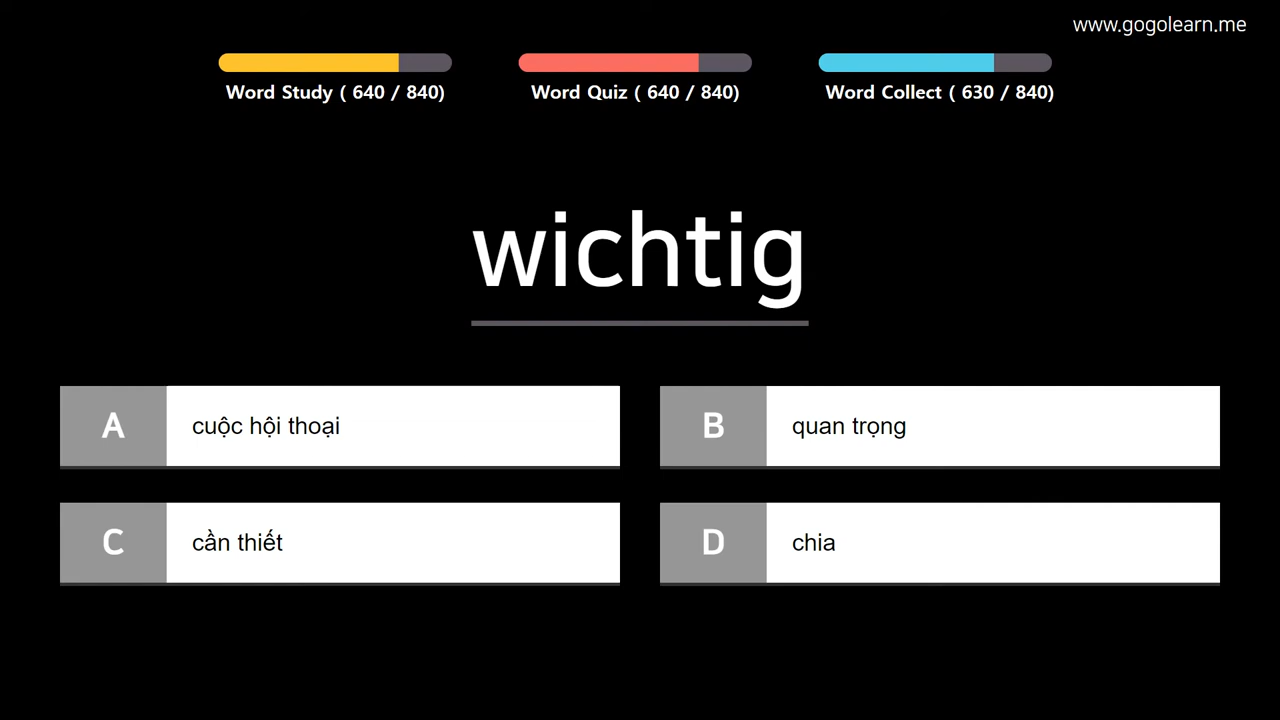 www.gogolearn.me
Word Study ( 640 / 840)
Word Quiz ( 640 / 840)
Word Collect ( 630 / 840)
wichtig
A cuộc hội thoại
B quan trọng
C cần thiết
D chia